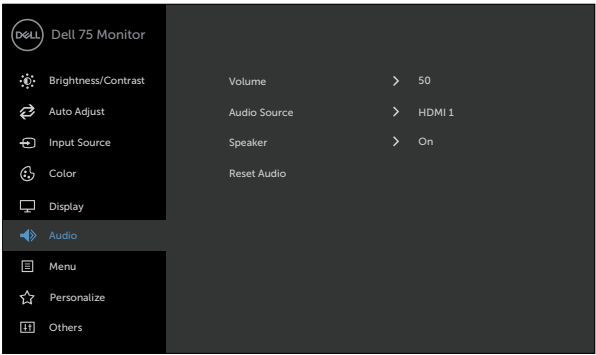 DELL Dell 75 Monitor
Brightness/Contrast
Auto Adjust
Input Source
Color
Display
Audio
Menu
Personalize
Others
Volume 50
Audio Source HDMI 1
Speaker On
Reset Audio